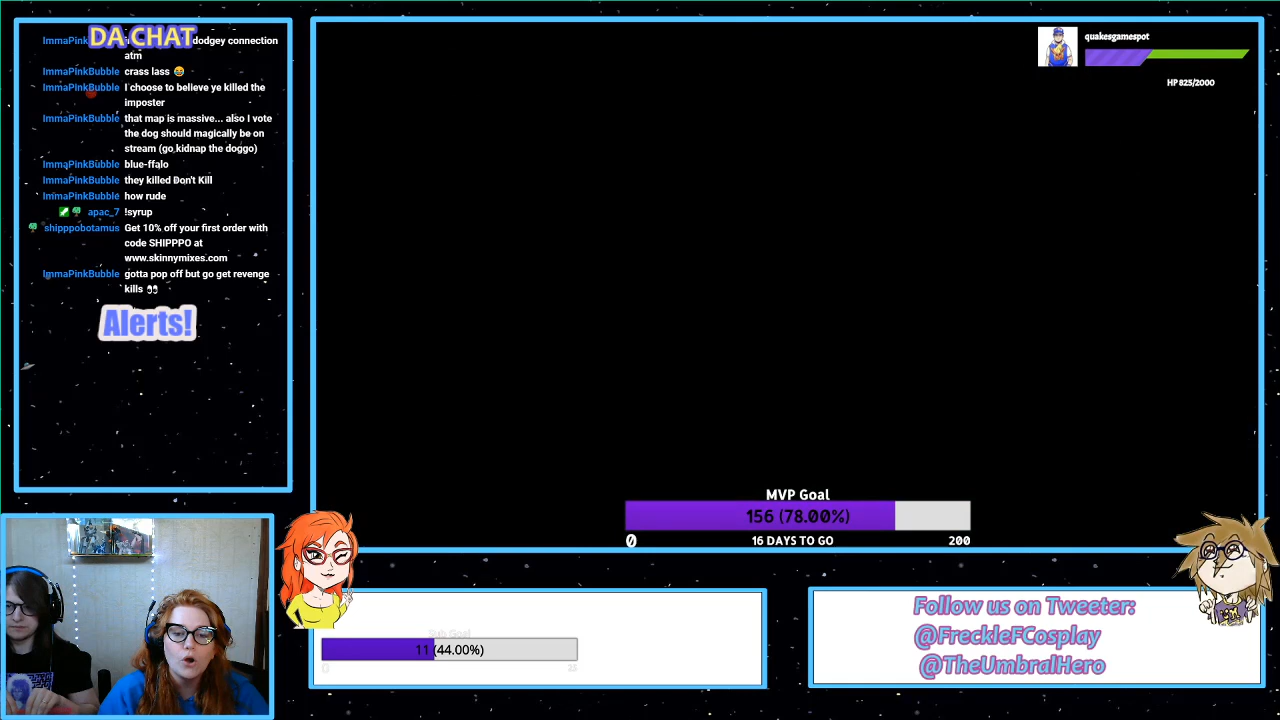 DA CHAT
ImmaPink dodgey connection
atm
ImmaPinkBubble crass lass 😂
ImmaPinkBubble I choose to believe ye killed the
imposter
ImmaPinkBubble that map is massive... also I vote
the dog should magically be on
stream (go kidnap the doggo)
ImmaPinkBubble blue-ffalo
ImmaPinkBubble they killed Don't Kill
ImmaPinkBubble how rude
apac_7 !syrup
shipppobotamus Get 10% off your first order with
code SHIPPPO at
www.skinnymixes.com
ImmaPinkBubble gotta pop off but go get revenge
kills 👀
Alerts!
quakesgamespot
HP 825/2000
MVP Goal
156 (78.00%)
0 16 DAYS TO GO 200
Sub Goal
11 (44.00%)
0 25
Follow us on Tweeter:
@FreckleFCosplay
@TheUmbralHero